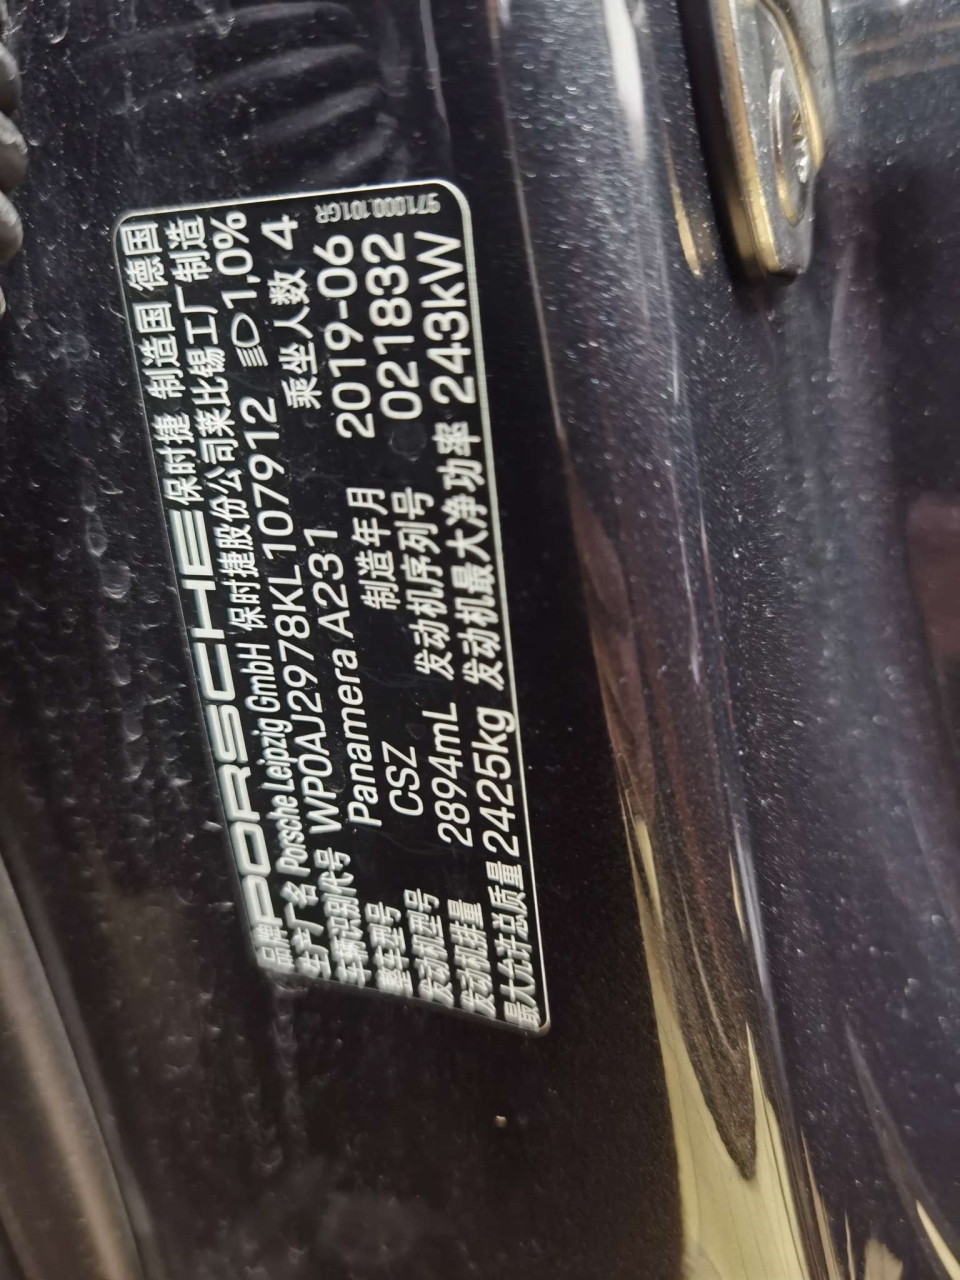 品牌 PORSCHE 保时捷 制造国 德国
生产厂名 Porsche Leipzig GmbH 保时捷股份公司莱比锡工厂制造
车辆识别代号 WP0AJ2978KL107912 1,0%
整车型号 Panamera A231 乘坐人数 4
发动机型号 CSZ 制造年月 2019-06
发动机排量 2894mL 发动机序列号 021832
最大允许总质量 2425kg 发动机最大净功率 243kW
971.000.101.GR